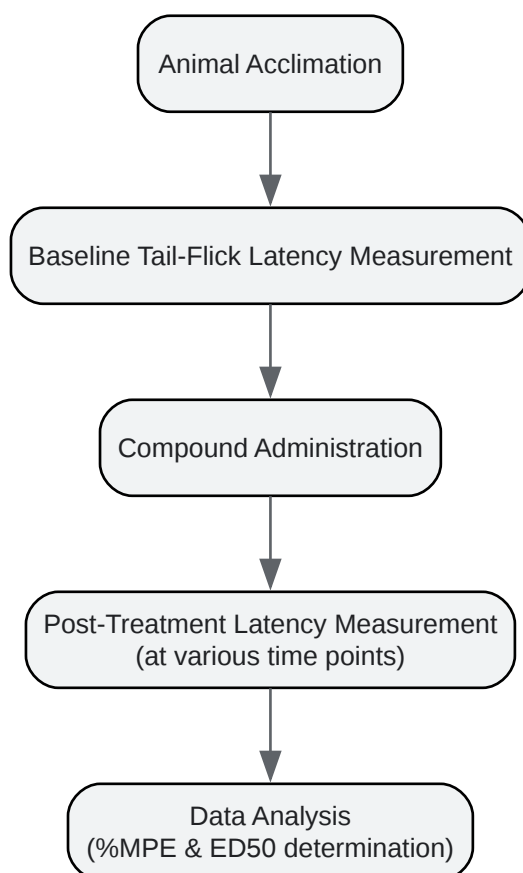 Animal Acclimation
Baseline Tail-Flick Latency Measurement
Compound Administration
Post-Treatment Latency Measurement
(at various time points)
Data Analysis
(%MPE & ED50 determination)